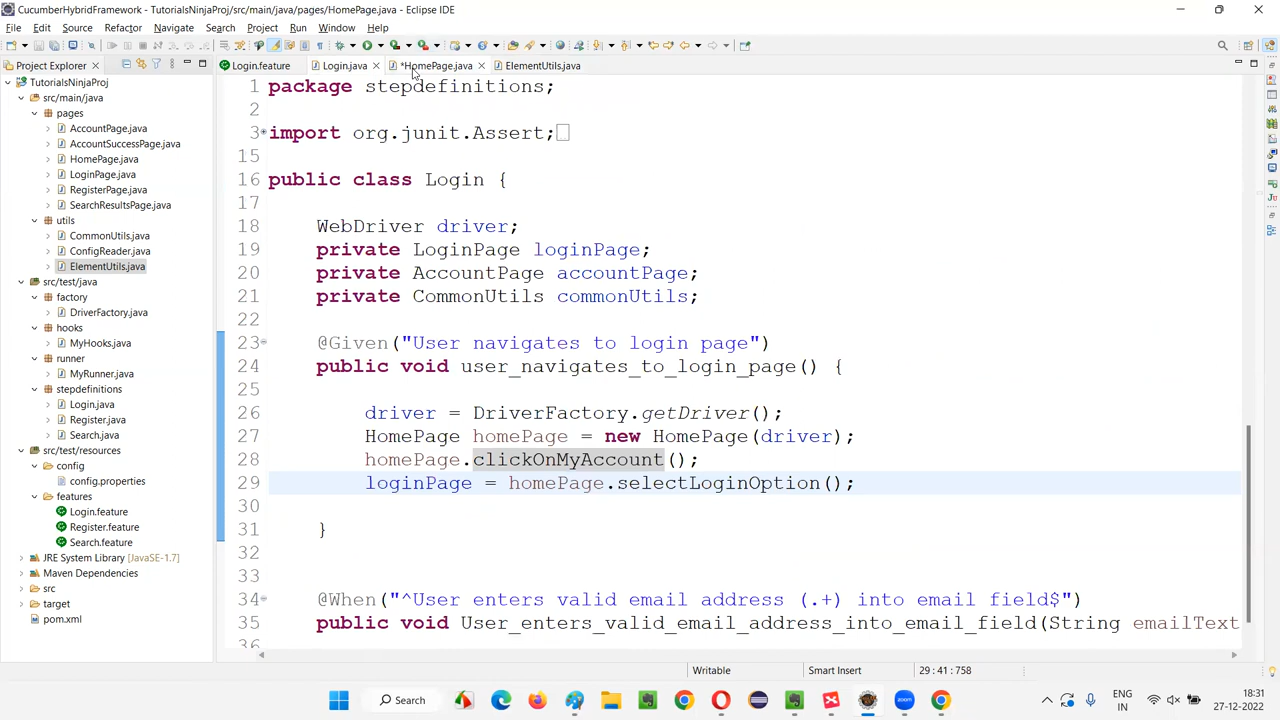 CucumberHybridFramework - TutorialsNinjaProj/src/main/java/pages/HomePage.java - Eclipse IDE
File Edit Source Refactor Navigate Search Project Run Window Help
Project Explorer
Login.feature Login.java *HomePage.java ElementUtils.java
TutorialsNinjaProj
src/main/java
pages
AccountPage.java
AccountSuccessPage.java
HomePage.java
LoginPage.java
RegisterPage.java
SearchResultsPage.java
utils
CommonUtils.java
ConfigReader.java
ElementUtils.java
src/test/java
factory
DriverFactory.java
hooks
MyHooks.java
runner
MyRunner.java
stepdefinitions
Login.java
Register.java
Search.java
src/test/resources
config
config.properties
features
Login.feature
Register.feature
Search.feature
JRE System Library [JavaSE-1.7]
Maven Dependencies
src
target
pom.xml
1 package stepdefinitions;
2
3 import org.junit.Assert;
15
16 public class Login {
17
18 WebDriver driver;
19 private LoginPage loginPage;
20 private AccountPage accountPage;
21 private CommonUtils commonUtils;
22
23 @Given("User navigates to login page")
24 public void user_navigates_to_login_page() {
25
26 driver = DriverFactory.getDriver();
27 HomePage homePage = new HomePage(driver);
28 homePage.clickOnMyAccount();
29 loginPage = homePage.selectLoginOption();
30
31 }
32
33
34 @When("^User enters valid email address (.+) into email field$")
35 public void User_enters_valid_email_address_into_email_field(String emailText
36
Writable Smart Insert 29 : 41 : 758
Search
ENG
IN
18:31
27-12-2022